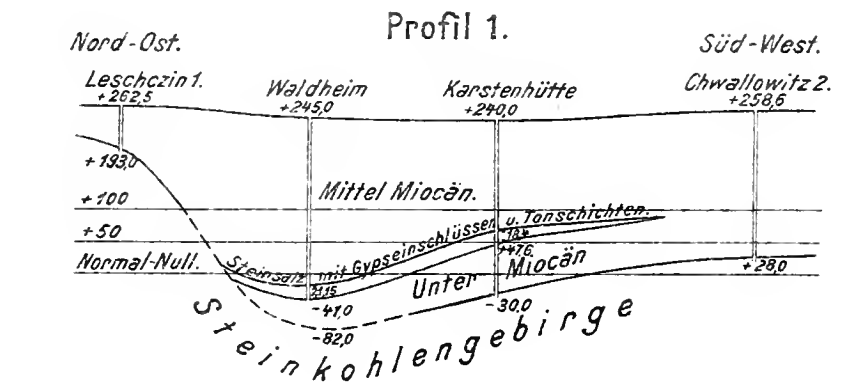 Profil 1.
Nord-Ost.
Süd-West.
Leschczin 1.
+262,5
Waldheim
+245,0
Karstenhütte
+240,0
Chwallowitz 2.
+258,6
+193,0
+100
Mittel Miocän.
+50
Normal-Null.
Steinsalz mit Gypseinschlüssen u. Tonschichten.
+47,6
Unter Miocän
+28,0
-41,0
-30,0
-82,0
Steinkohlengebirge